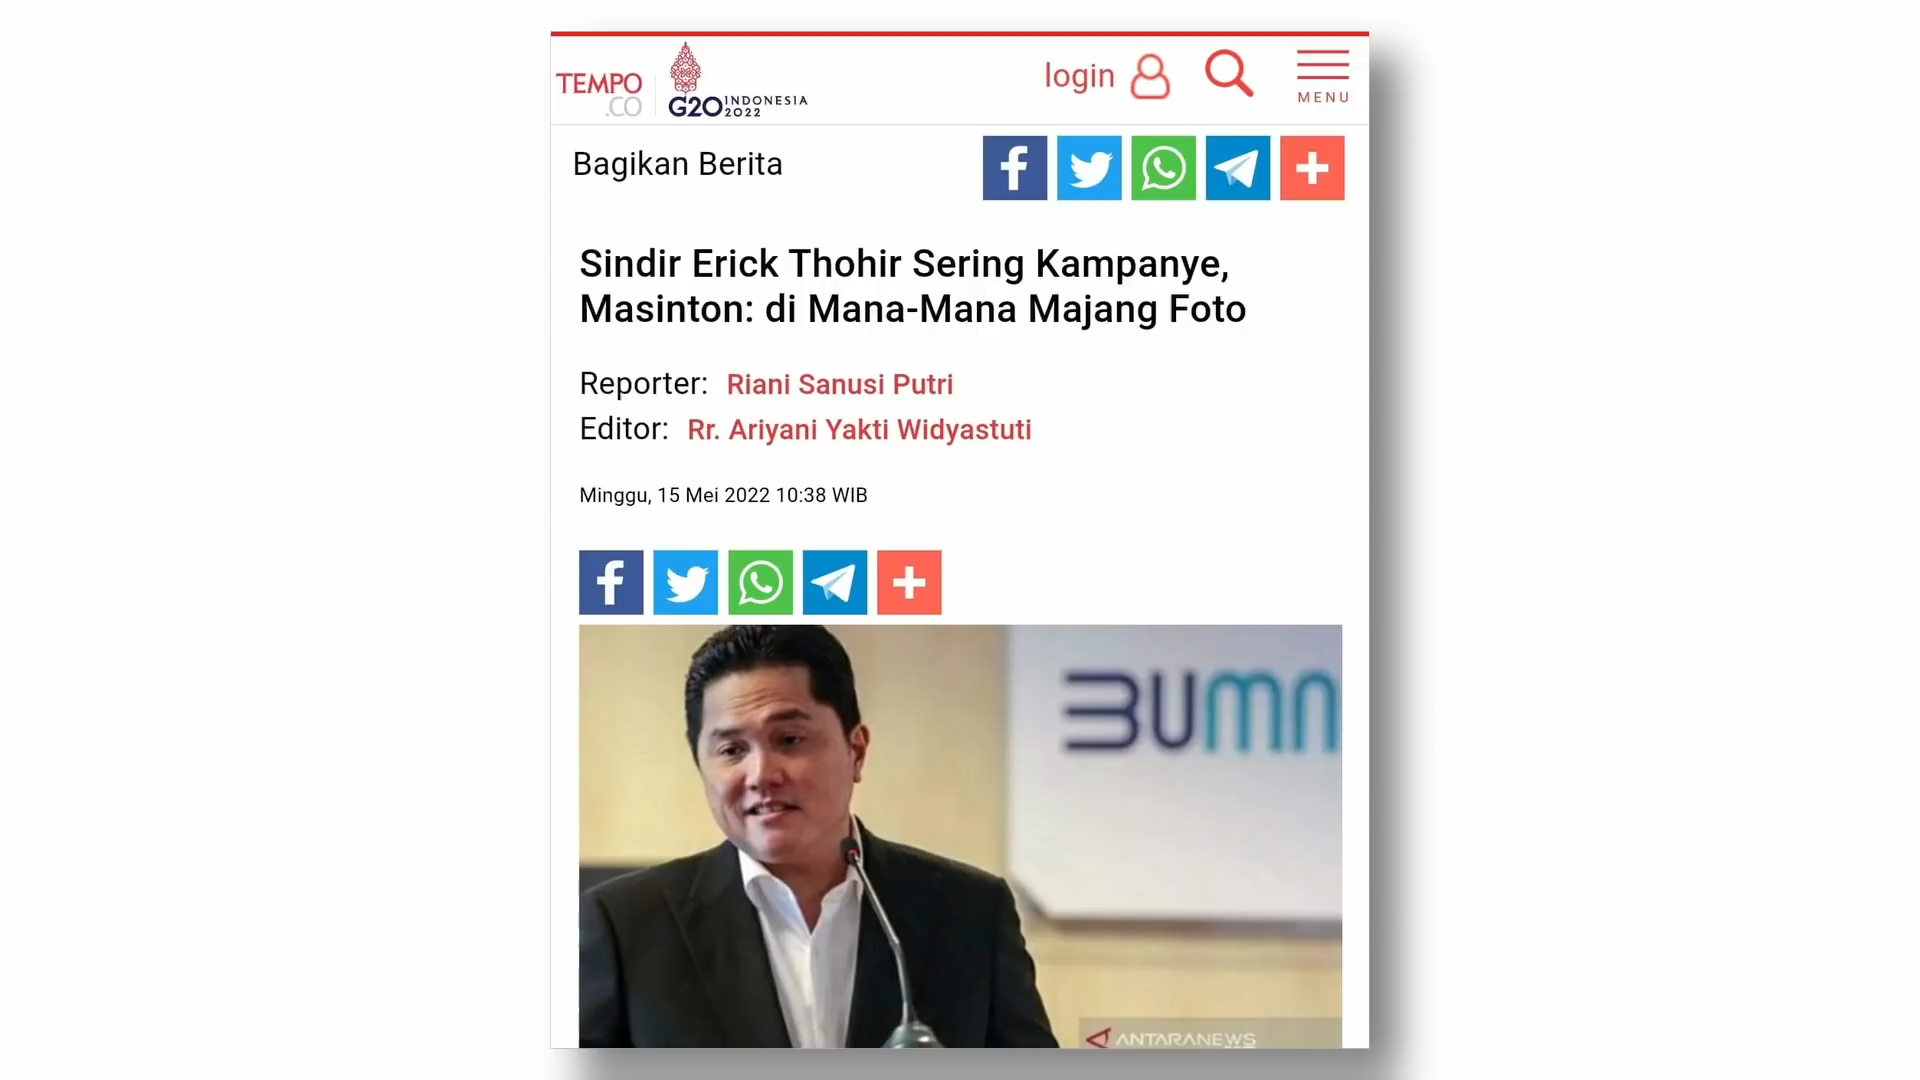 TEMPO
.CO
G20 INDONESIA
2022
login
MENU
Bagikan Berita
Sindir Erick Thohir Sering Kampanye,
Masinton: di Mana-Mana Majang Foto
Reporter: Riani Sanusi Putri
Editor: Rr. Ariyani Yakti Widyastuti
Minggu, 15 Mei 2022 10:38 WIB
BUMN
ANTARANEWS